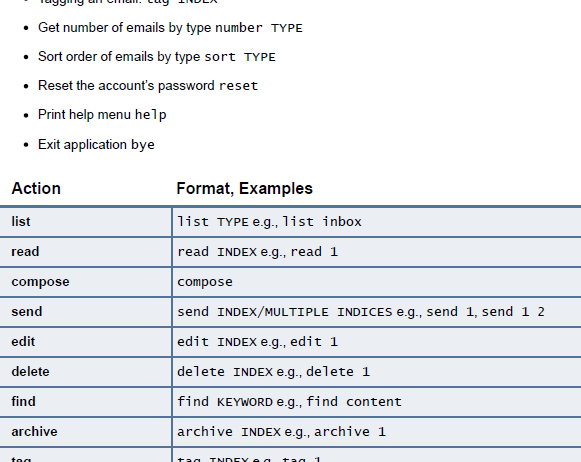 Tagging an email: tag INDEX
Get number of emails by type number TYPE
Sort order of emails by type sort TYPE
Reset the account's password reset
Print help menu help
Exit application bye
Action Format, Examples
list list TYPE e.g., list inbox
read read INDEX e.g., read 1
compose compose
send send INDEX/MULTIPLE INDICES e.g., send 1, send 1 2
edit edit INDEX e.g., edit 1
delete delete INDEX e.g., delete 1
find find KEYWORD e.g., find content
archive archive INDEX e.g., archive 1
tag tag INDEX e.g. tag 1